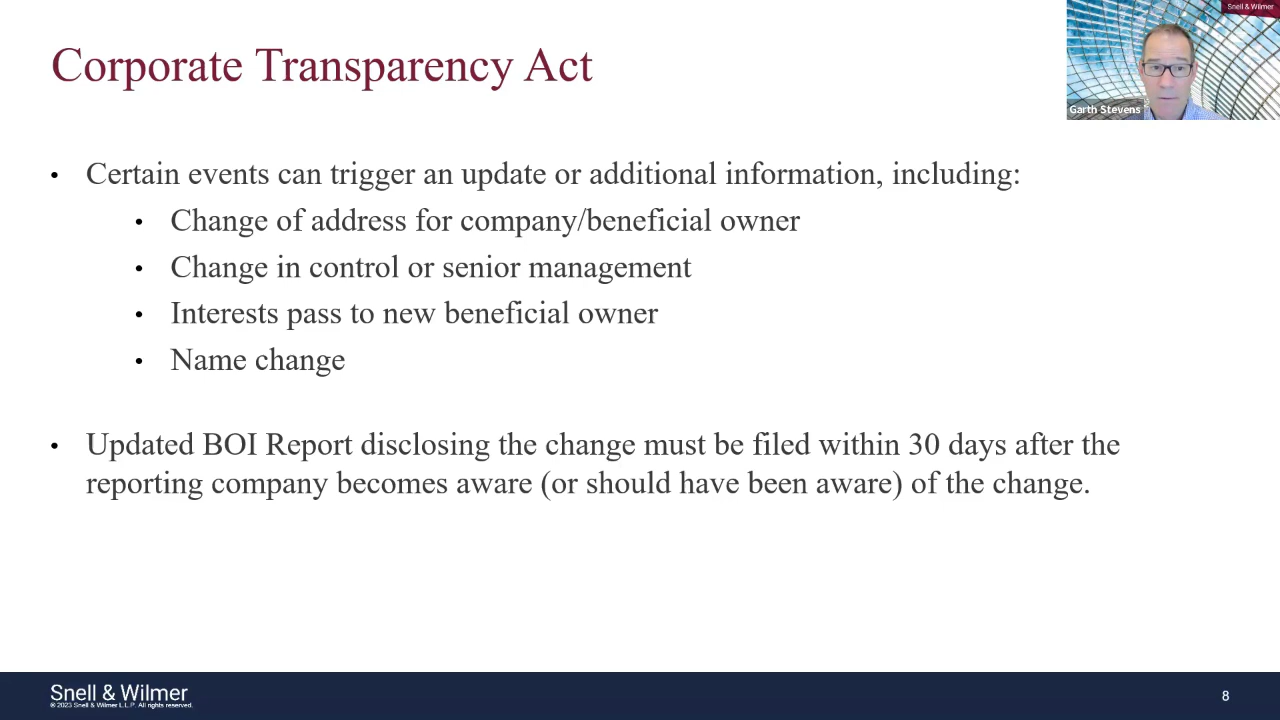 Snell & Wilmer
Corporate Transparency Act
Garth Stevens
• Certain events can trigger an update or additional information, including:
• Change of address for company/beneficial owner
• Change in control or senior management
• Interests pass to new beneficial owner
• Name change
• Updated BOI Report disclosing the change must be filed within 30 days after the
reporting company becomes aware (or should have been aware) of the change.
Snell & Wilmer
© 2023 Snell & Wilmer L.L.P. All rights reserved.
8